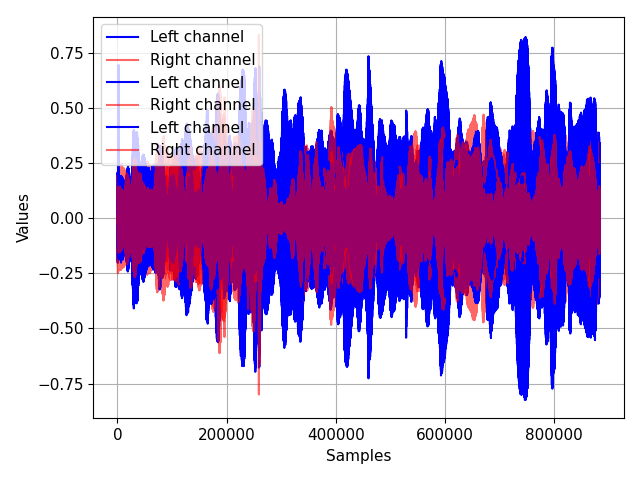 Left channel
Right channel
Left channel
Right channel
Left channel
Right channel
0.75
0.50
0.25
0.00
−0.25
−0.50
−0.75
Values
0 200000 400000 600000 800000
Samples